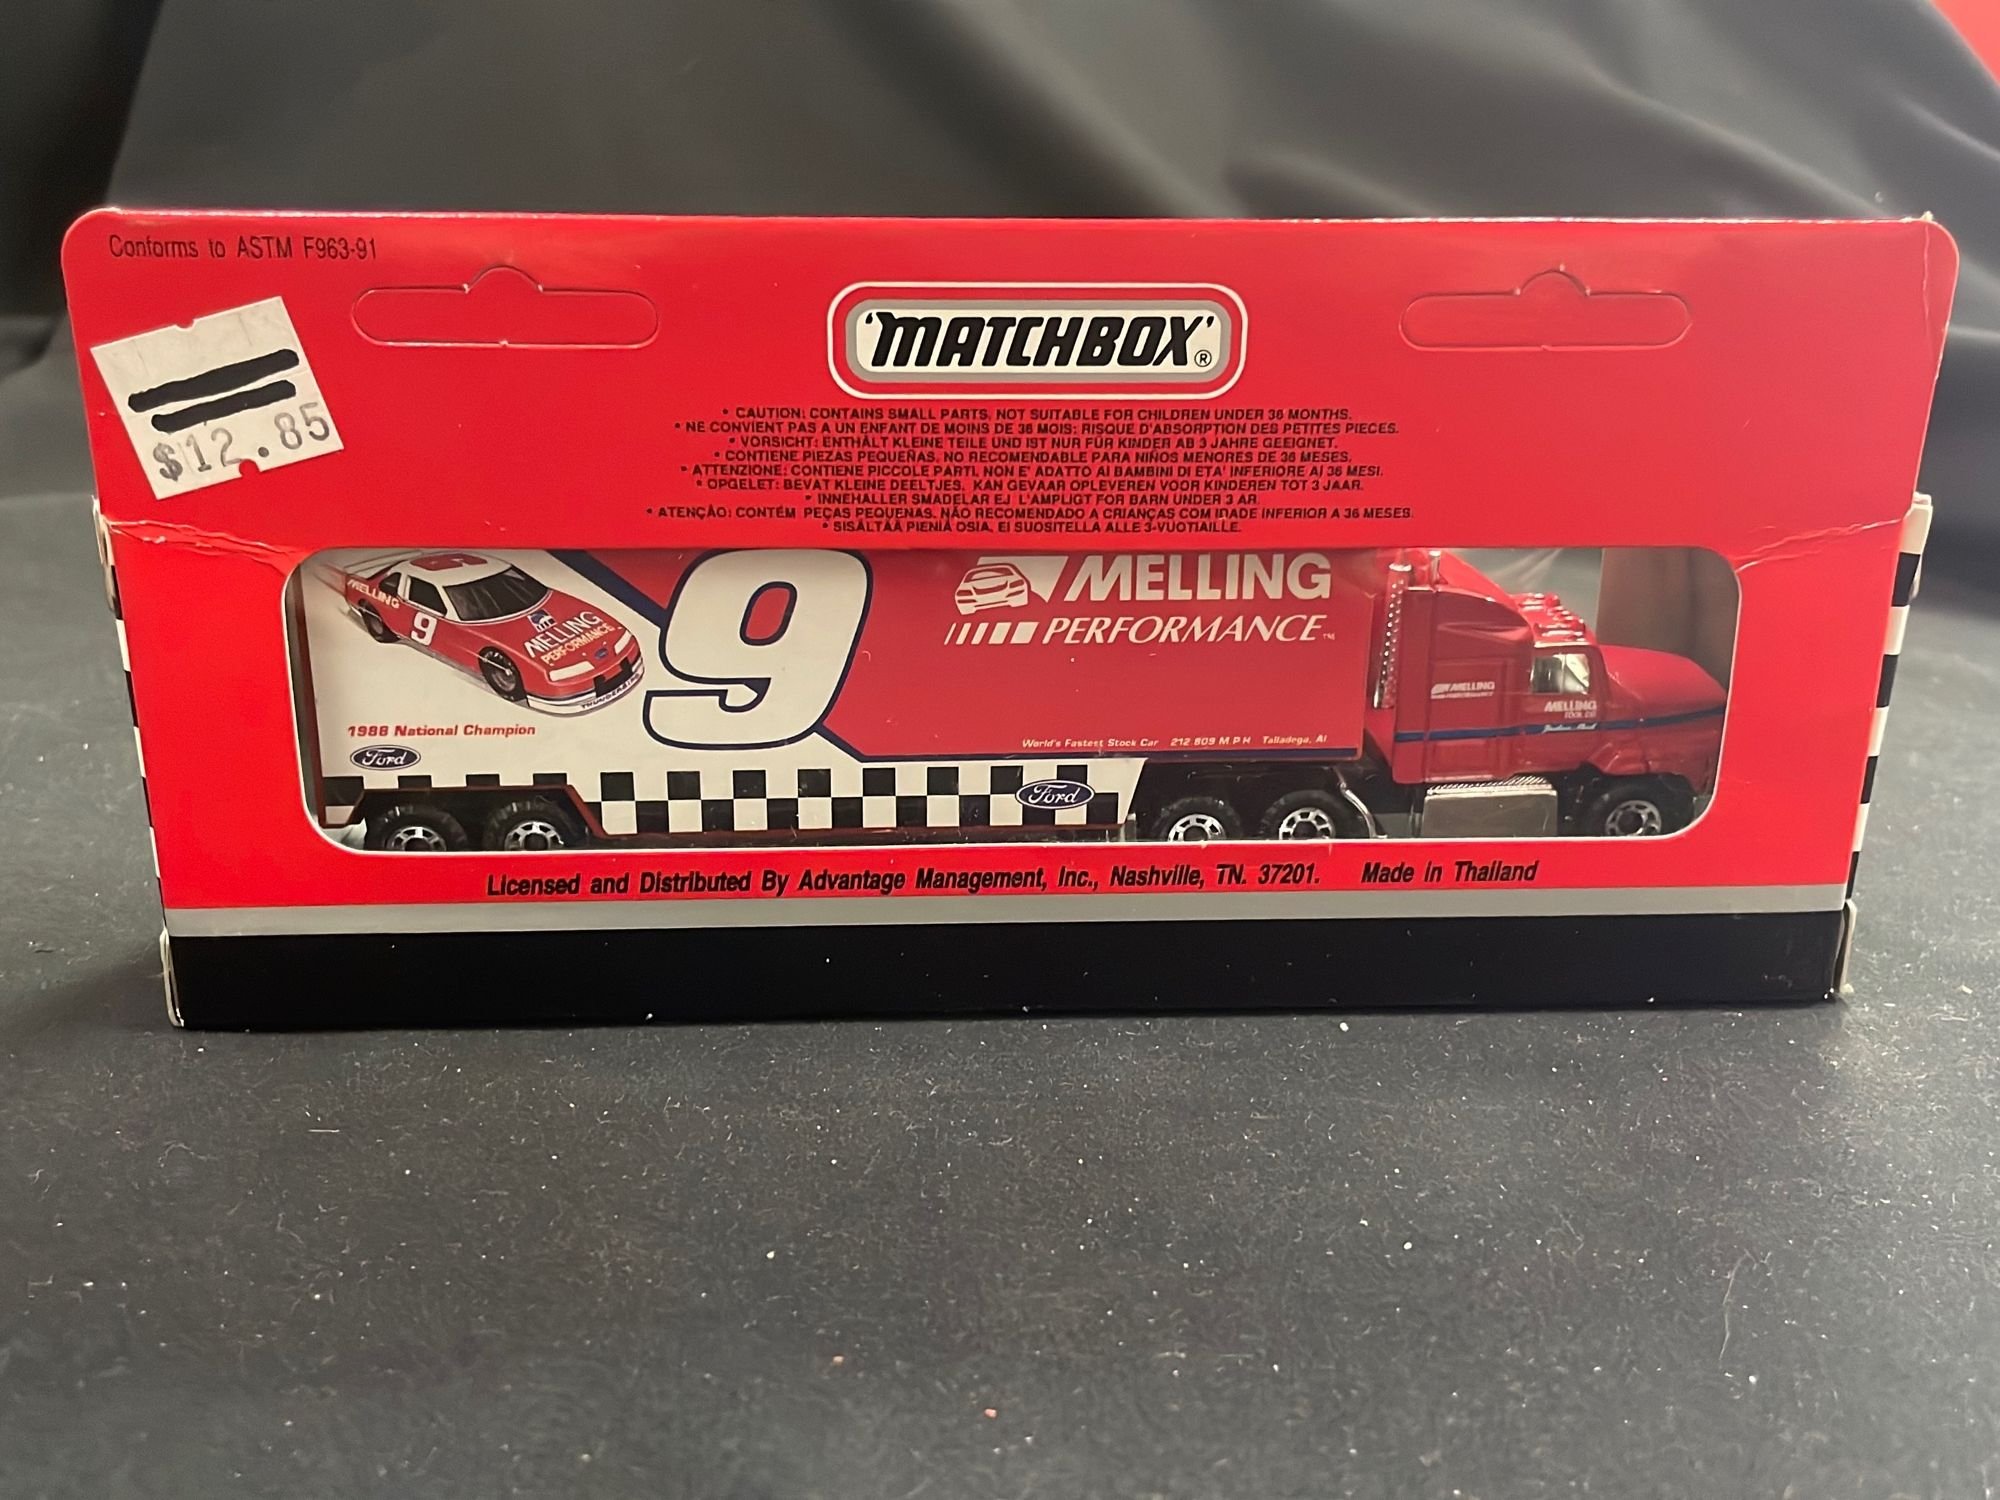 Conforms to ASTM F963-91
$12.85
'MATCHBOX'®
• CAUTION: CONTAINS SMALL PARTS. NOT SUITABLE FOR CHILDREN UNDER 36 MONTHS.
• NE CONVIENT PAS A UN ENFANT DE MOINS DE 36 MOIS: RISQUE D'ABSORPTION DES PETITES PIECES.
• VORSICHT: ENTHÄLT KLEINE TEILE UND IST NUR FÜR KINDER AB 3 JAHRE GEEIGNET.
• CONTIENE PIEZAS PEQUEÑAS, NO RECOMENDABLE PARA NIÑOS MENORES DE 36 MESES.
• ATTENZIONE: CONTIENE PICCOLE PARTI. NON E' ADATTO AI BAMBINI DI ETA' INFERIORE AI 36 MESI.
• OPGELET: BEVAT KLEINE DEELTJES. KAN GEVAAR OPLEVEREN VOOR KINDEREN TOT 3 JAAR.
• INNEHALLER SMADELAR EJ L'AMPLIGT FOR BARN UNDER 3 AR.
• ATENÇÃO: CONTÉM PEÇAS PEQUENAS. NÃO RECOMENDADO A CRIANÇAS COM IDADE INFERIOR A 36 MESES.
• SISÄLTÄÄ PIENIÄ OSIA, EI SUOSITELLA ALLE 3-VUOTIAILLE.
MELLING
9
MELLING
PERFORMANCE
9
MELLING
PERFORMANCE™
1988 National Champion
Ford
World's Fastest Stock Car 212.809 M P H Talladega, Al
Ford
MELLING
MELLING
TOOL CO.
Licensed and Distributed By Advantage Management, Inc., Nashville, TN. 37201. Made in Thailand